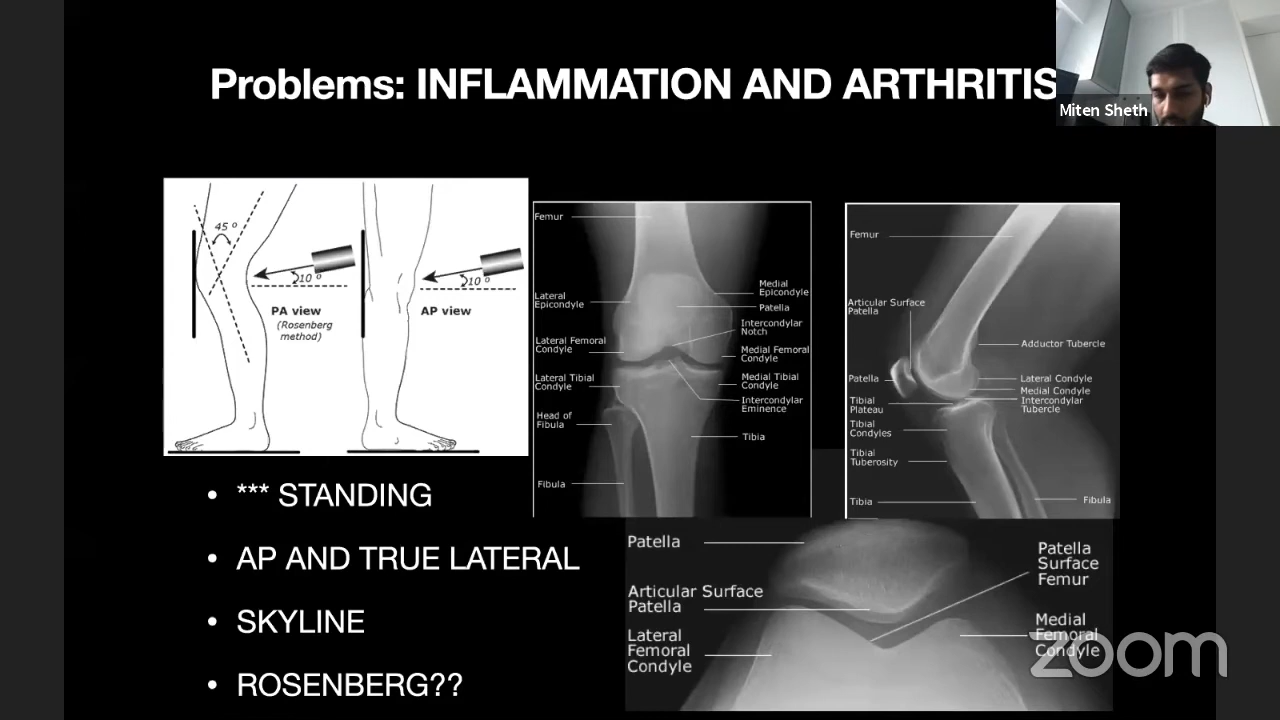 Problems: INFLAMMATION AND ARTHRITIS
Miten Sheth
45 °
10 °
PA view
(Rosenberg
method)
10 °
AP view
Femur
Lateral
Epicondyle
Lateral Femoral
Condyle
Lateral Tibial
Condyle
Head of
Fibula
Fibula
Medial
Epicondyle
Patella
Intercondylar
Notch
Medial Femoral
Condyle
Medial Tibial
Condyle
Intercondylar
Eminence
Tibia
Femur
Articular Surface
Patella
Patella
Tibial
Plateau
Tibial
Condyles
Tibial
Tuberosity
Tibia
Adductor Tubercle
Lateral Condyle
Medial Condyle
Intercondylar
Tubercle
Fibula
• *** STANDING
• AP AND TRUE LATERAL
• SKYLINE
• ROSENBERG??
Patella
Articular Surface
Patella
Lateral
Femoral
Condyle
Patella
Surface
Femur
Medial
Femoral
Condyle
zoom